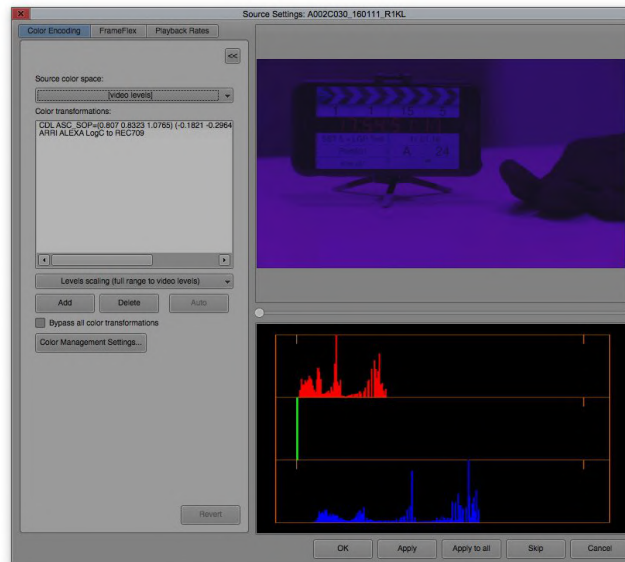 Source Settings: A002C030_160111_R1KL
Color Encoding
FrameFlex
Playback Rates
<<
Source color space:
[video levels]
Color transformations:
CDL ASC_SOP=(0.807 0.8323 1.0765) (-0.1821 -0.2964
ARRI ALEXA LogC to REC709
Levels scaling (full range to video levels)
Add
Delete
Auto
Bypass all color transformations
Color Management Settings...
Revert
A
24
OK
Apply
Apply to all
Skip
Cancel